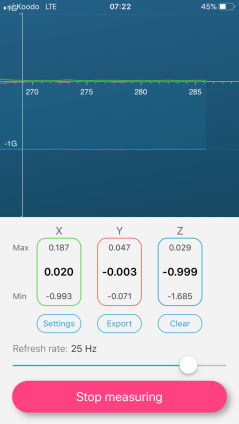 Koodo LTE 07:22 45%
1G
270 275 280 285
-1G
X Y Z
Max 0.187 0.047 0.029
0.020 -0.003 -0.999
Min -0.993 -0.071 -1.685
Settings Export Clear
Refresh rate: 25 Hz
Stop measuring